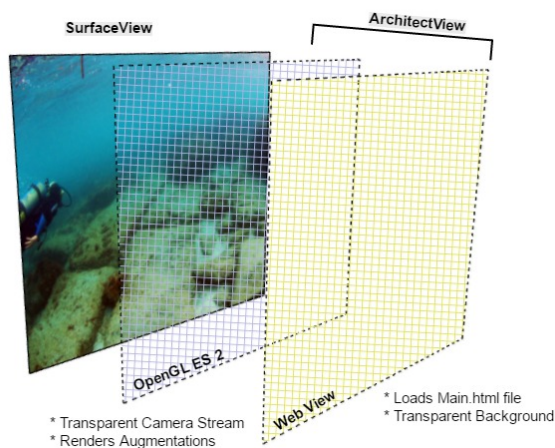 SurfaceView
ArchitectView
OpenGL ES 2
Web View
* Transparent Camera Stream
* Renders Augmentations
* Loads Main.html file
* Transparent Background